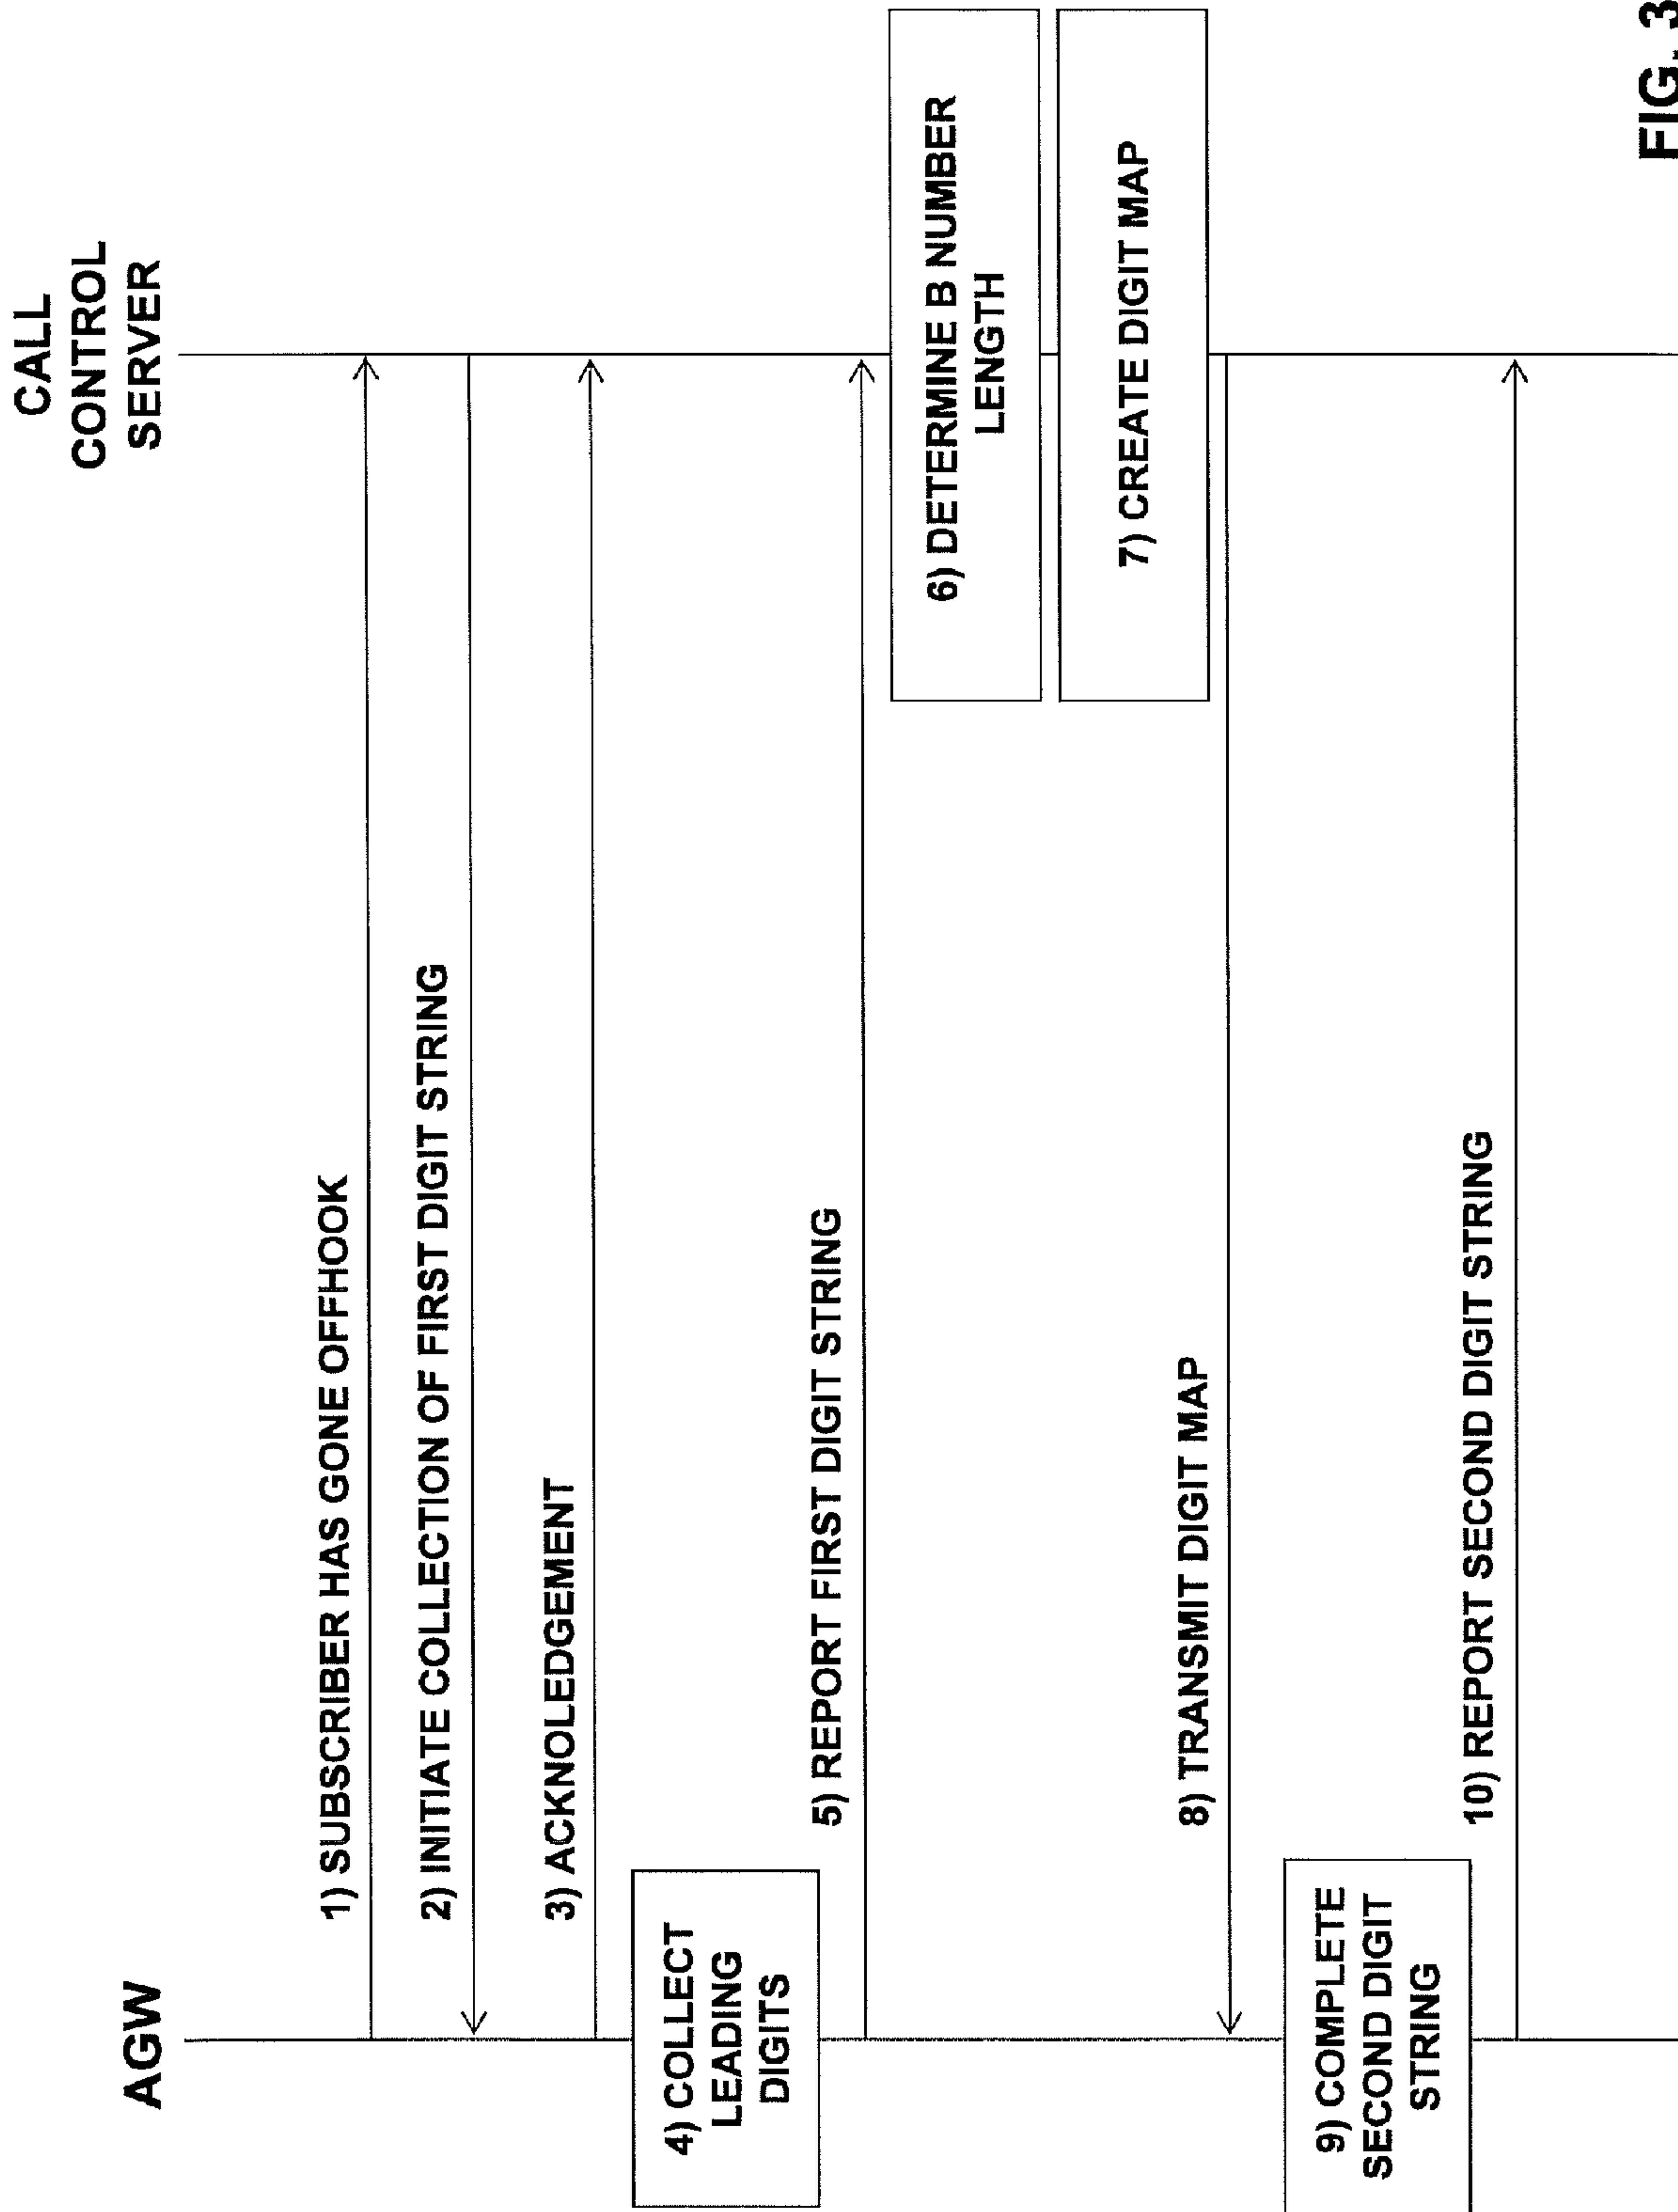 AGW
CALL
CONTROL
SERVER
1) SUBSCRIBER HAS GONE OFFHOOK
2) INITIATE COLLECTION OF FIRST DIGIT STRING
3) ACKNOLEDGEMENT
4) COLLECT
LEADING
DIGITS
5) REPORT FIRST DIGIT STRING
6) DETERMINE B NUMBER
LENGTH
7) CREATE DIGIT MAP
8) TRANSMIT DIGIT MAP
9) COMPLETE
SECOND DIGIT
STRING
10) REPORT SECOND DIGIT STRING
FIG. 3